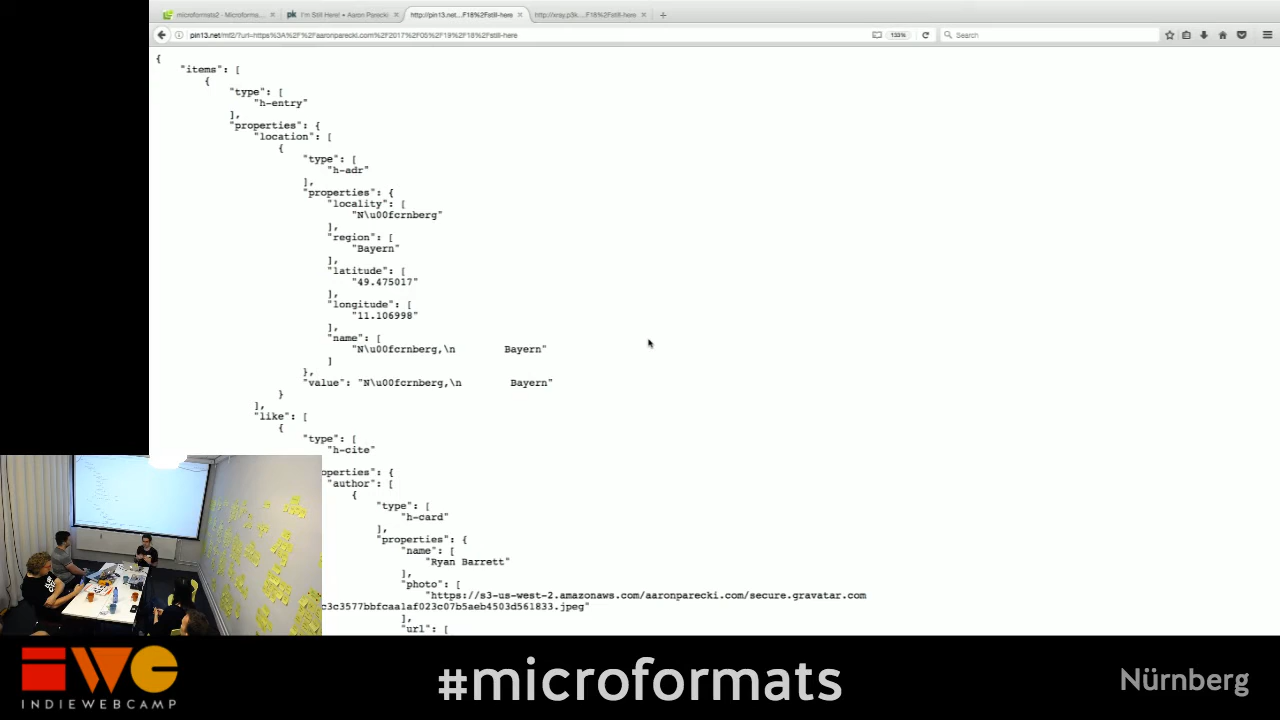 microformats2 - Microforma...
I'm Still Here! • Aaron Parecki
http://pin13.net...F18%2Fstill-here
http://xray.p3k...F18%2Fstill-here
pin13.net/mf2/?url=https%3A%2F%2Faaronparecki.com%2F2017%2F05%2F19%2F18%2Fstill-here
133%
Search
{
"items": [
{
"type": [
"h-entry"
],
"properties": {
"location": [
{
"type": [
"h-adr"
],
"properties": {
"locality": [
"N\u00fcrnberg"
],
"region": [
"Bayern"
],
"latitude": [
"49.475017"
],
"longitude": [
"11.106998"
],
"name": [
"N\u00fcrnberg,\n        Bayern"
]
},
"value": "N\u00fcrnberg,\n        Bayern"
}
],
"like": [
{
"type": [
"h-cite"
operties": {
"author": [
{
"type": [
"h-card"
],
"properties": {
"name": [
"Ryan Barrett"
],
"photo": [
"https://s3-us-west-2.amazonaws.com/aaronparecki.com/secure.gravatar.com
c3c3577bbfcaa1af023c07b5aeb4503d561833.jpeg"
],
"url": [
IWC
INDIEWEBCAMP
#microformats
Nürnberg